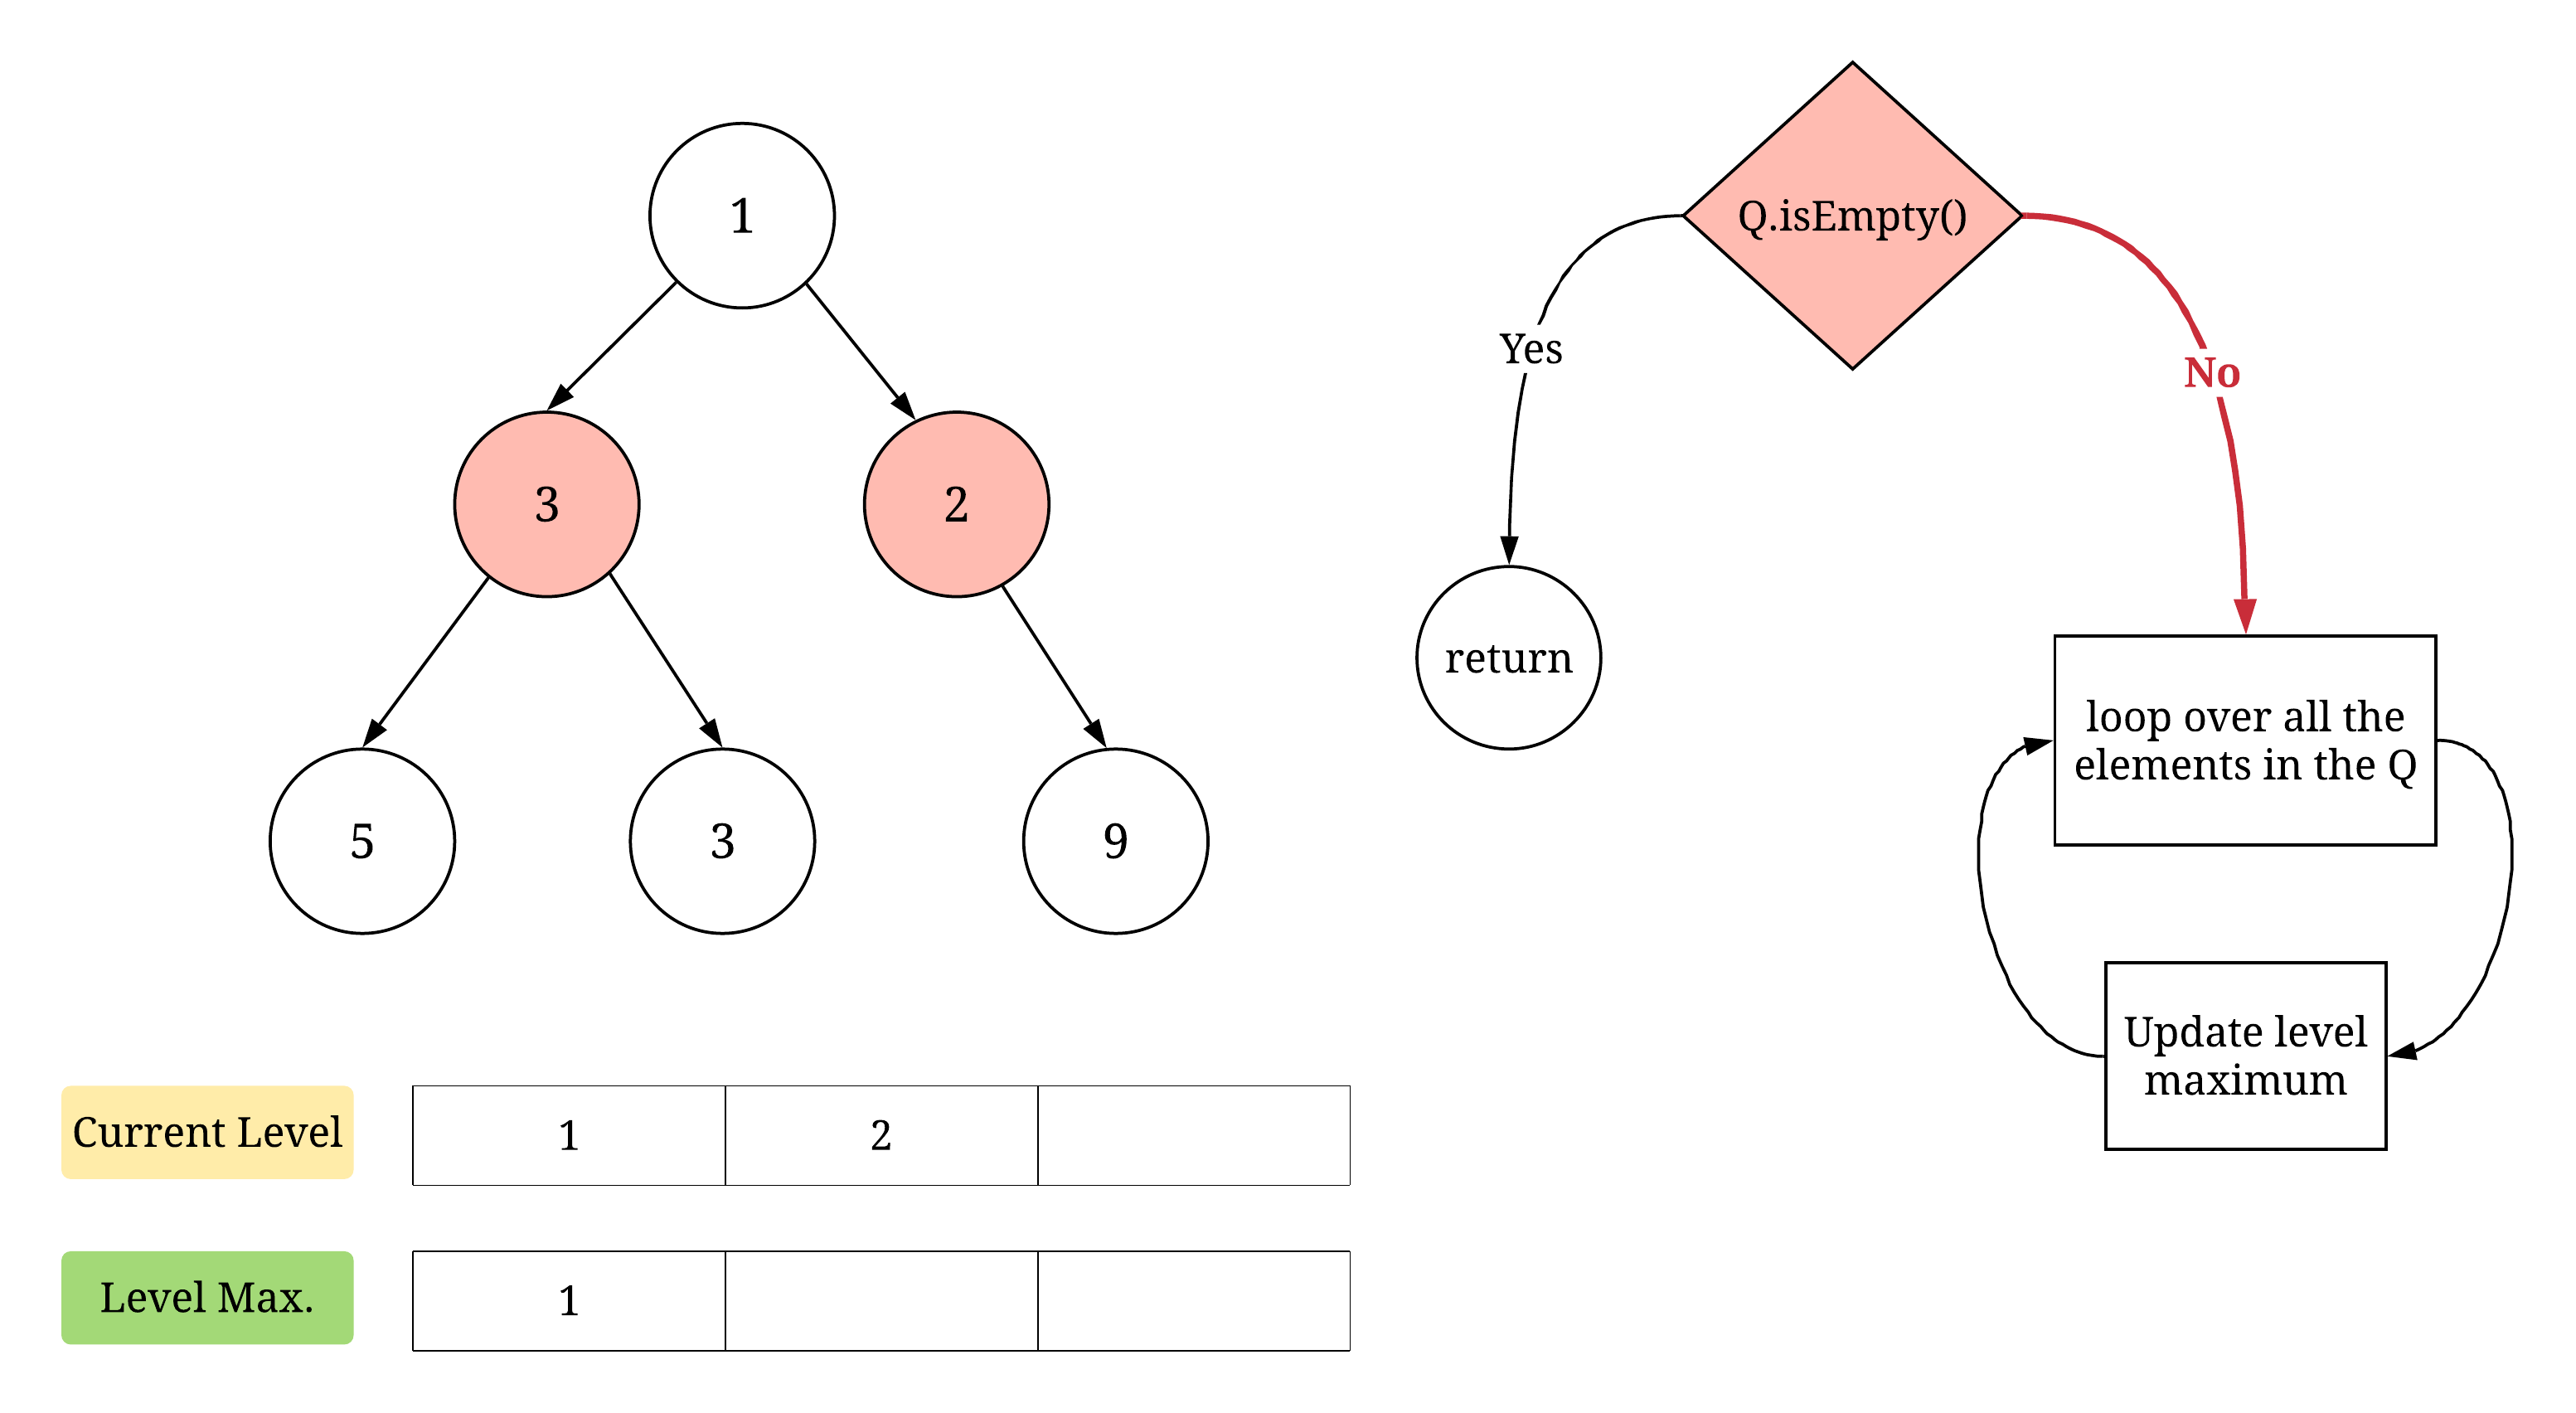 1
3
2
5
3
9
Current Level
1
2
Level Max.
1
Q.isEmpty()
Yes
No
return
loop over all the
elements in the Q
Update level
maximum